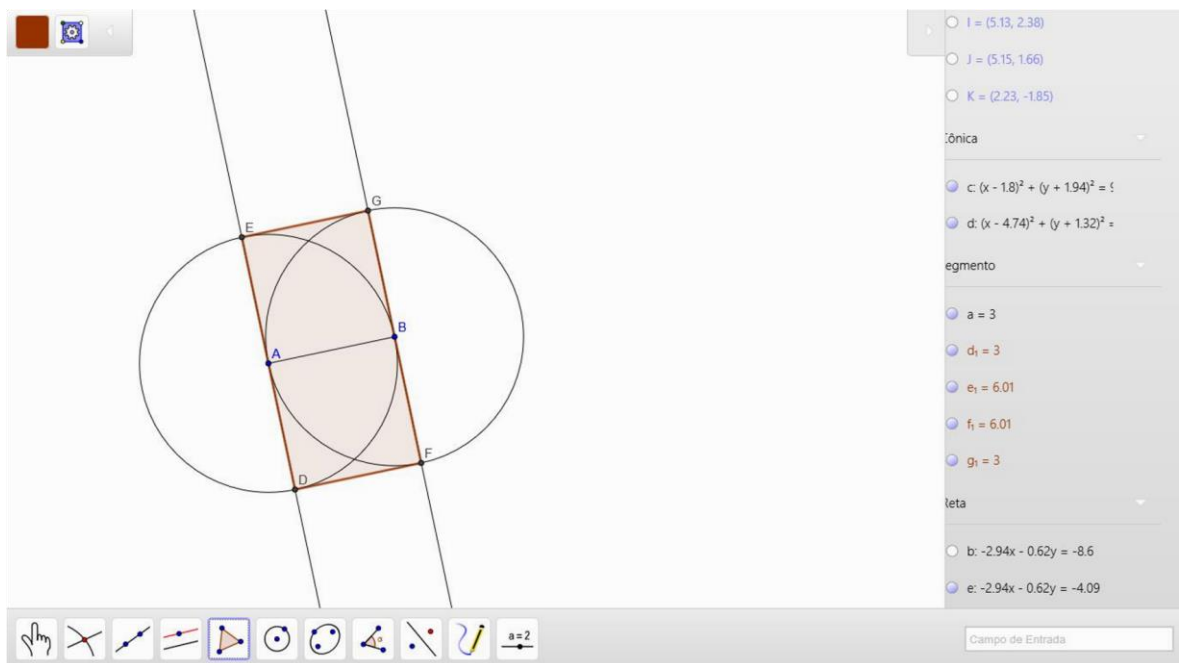 I = (5.13, 2.38)
J = (5.15, 1.66)
K = (2.23, -1.85)
Cônica
c: (x - 1.8)² + (y + 1.94)² = 9
d: (x - 4.74)² + (y + 1.32)² =
egmento
a = 3
d₁ = 3
e₁ = 6.01
f₁ = 6.01
g₁ = 3
Reta
b: -2.94x - 0.62y = -8.6
e: -2.94x - 0.62y = -4.09
G
E
B
A
F
D
α
a = 2
Campo de Entrada